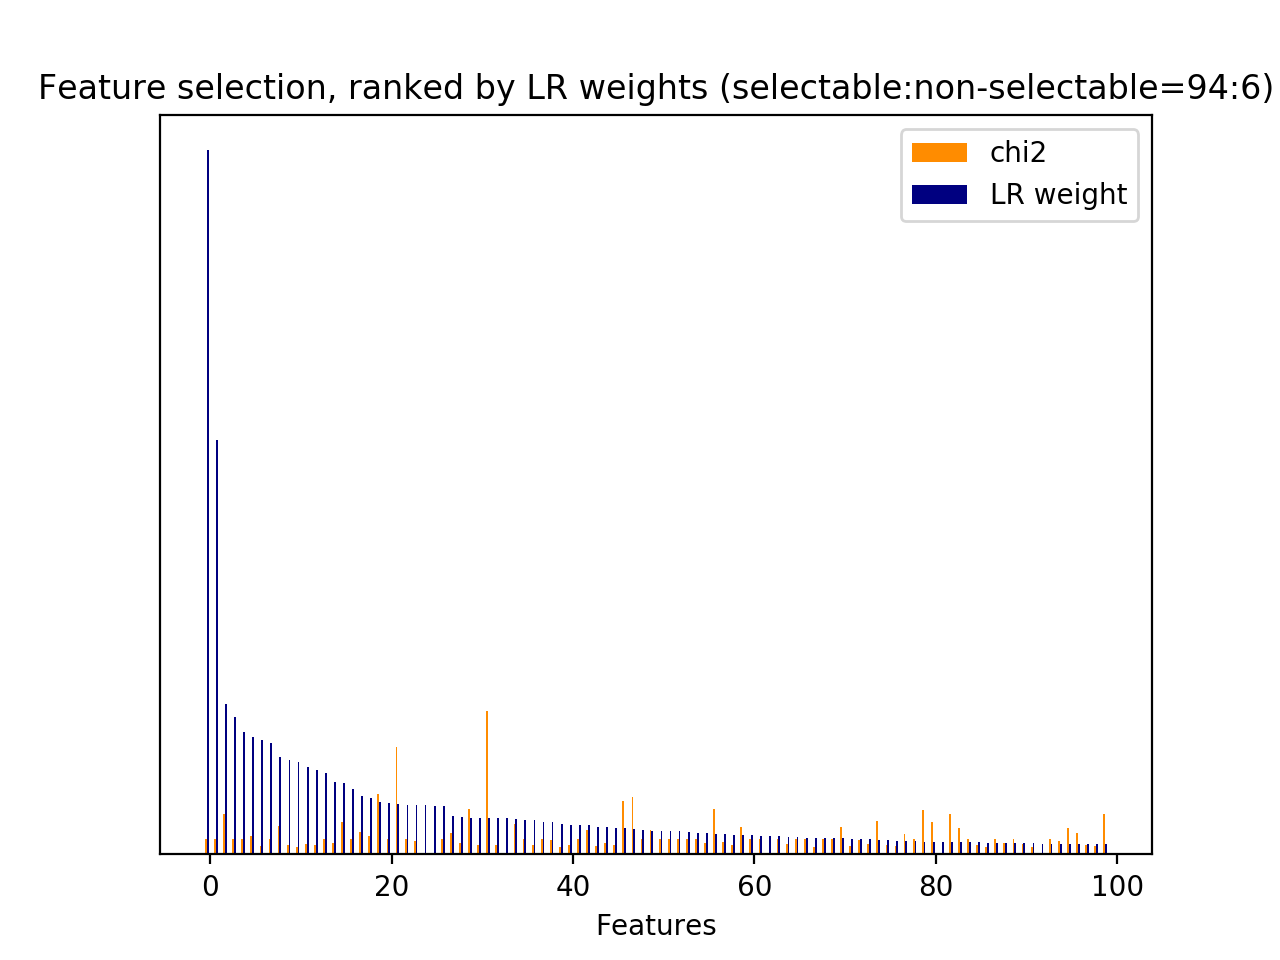 Feature selection, ranked by LR weights (selectable:non-selectable=94:6)
chi2
LR weight
0 20 40 60 80 100
Features